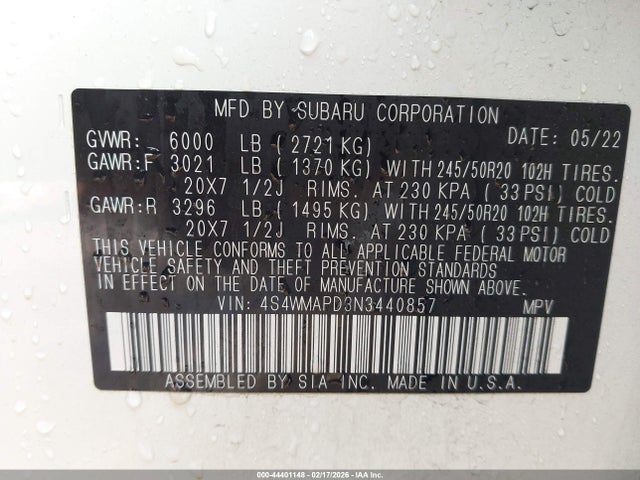 MFD BY SUBARU CORPORATION
GVWR: 6000 LB ( 2721 KG) DATE: 05/22
GAWR:F 3021 LB ( 1370 KG) WITH 245/50R20 102H TIRES.
20X7 1/2J RIMS. AT 230 KPA ( 33 PSI) COLD
GAWR:R 3296 LB ( 1495 KG) WITH 245/50R20 102H TIRES.
20X7 1/2J RIMS. AT 230 KPA ( 33 PSI) COLD
THIS VEHICLE CONFORMS TO ALL APPLICABLE FEDERAL MOTOR
VEHICLE SAFETY AND THEFT PREVENTION STANDARDS
IN EFFECT ON THE DATE OF MANUFACTURE SHOWN ABOVE.
VIN: 4S4WMAPD3N3440857 MPV
ASSEMBLED BY SIA INC. MADE IN U.S.A.
000-44401148 - 02/17/2026 - IAAI.COM